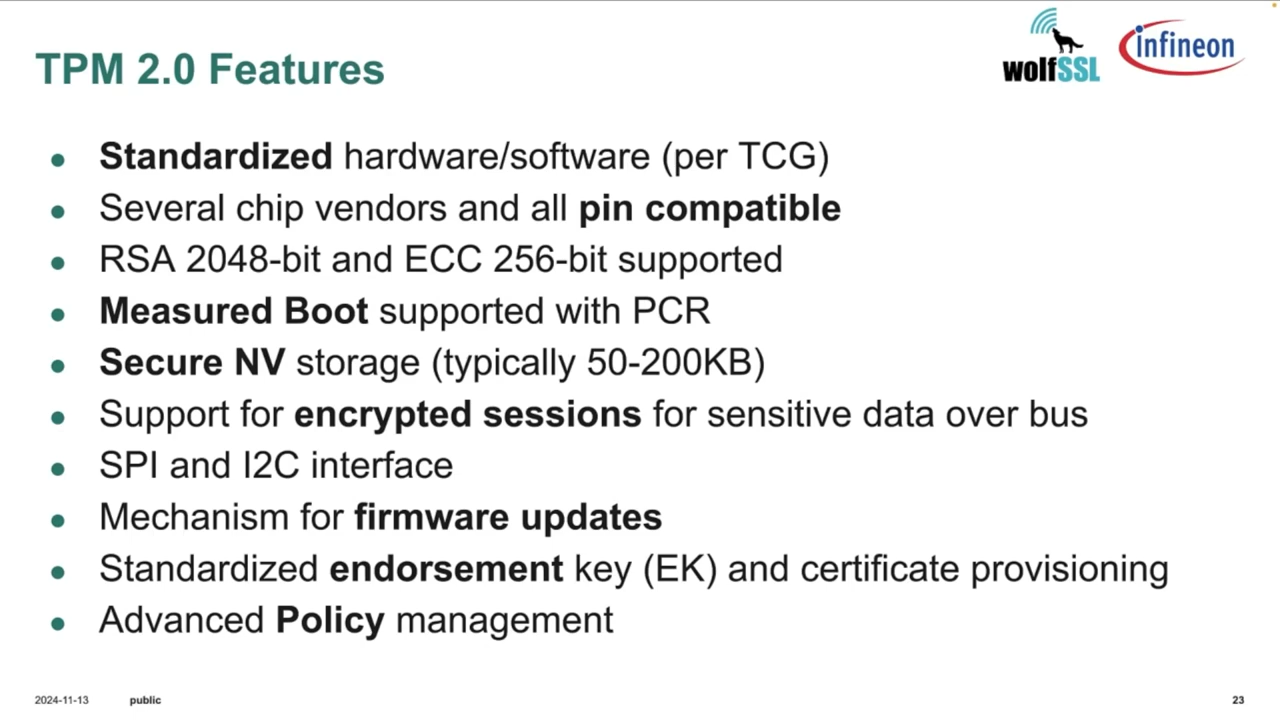 wolfSSL
infineon
TPM 2.0 Features
● Standardized hardware/software (per TCG)
● Several chip vendors and all pin compatible
● RSA 2048-bit and ECC 256-bit supported
● Measured Boot supported with PCR
● Secure NV storage (typically 50-200KB)
● Support for encrypted sessions for sensitive data over bus
● SPI and I2C interface
● Mechanism for firmware updates
● Standardized endorsement key (EK) and certificate provisioning
● Advanced Policy management
2024-11-13 public 23